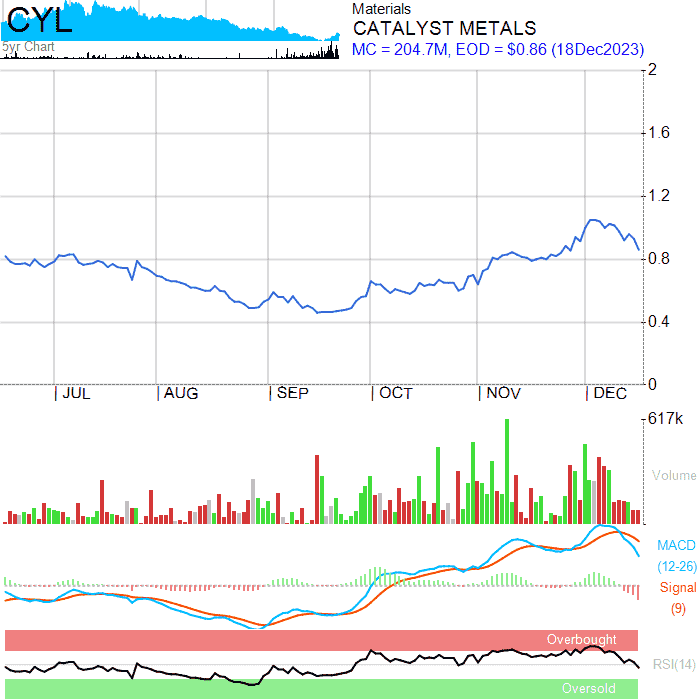 CYL
5yr Chart
Materials
CATALYST METALS
MC = 204.7M, EOD = $0.86 (18Dec2023)
2
1.6
1.2
0.8
0.4
0
JUL AUG SEP OCT NOV DEC
617k
Volume
MACD
(12-26)
Signal
(9)
Overbought
RSI(14)
Oversold